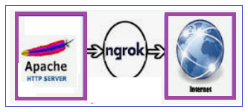 Apache
HTTP SERVER
ngrok
Internet